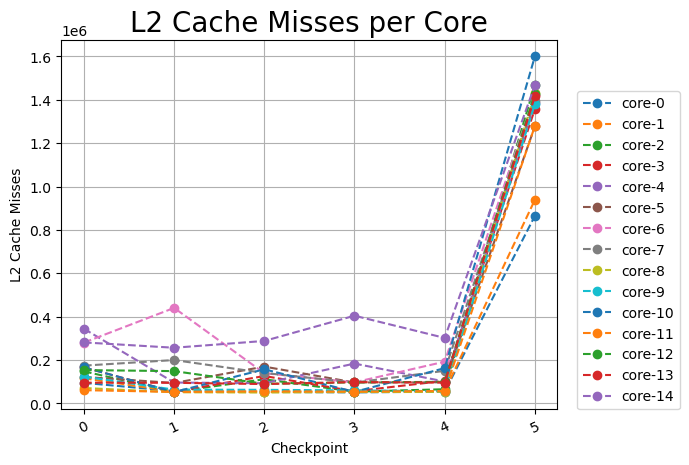 L2 Cache Misses per Core
1e6
1.6
1.4
1.2
1.0
0.8
0.6
0.4
0.2
0.0
L2 Cache Misses
0 1 2 3 4 5
Checkpoint
core-0
core-1
core-2
core-3
core-4
core-5
core-6
core-7
core-8
core-9
core-10
core-11
core-12
core-13
core-14